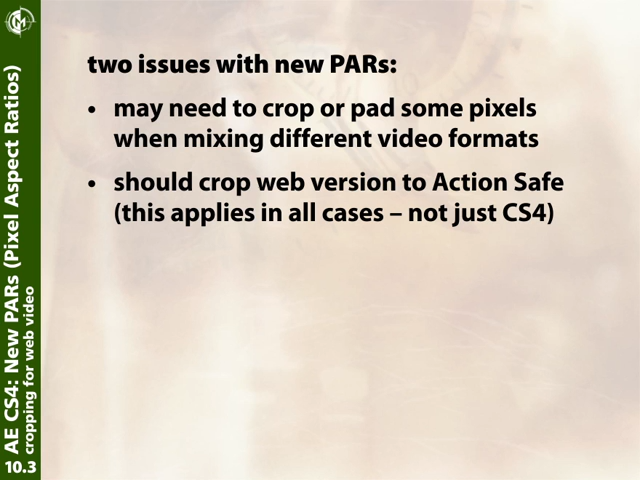 two issues with new PARs:
• may need to crop or pad some pixels
when mixing different video formats
• should crop web version to Action Safe
(this applies in all cases – not just CS4)
AE CS4: New PARs (Pixel Aspect Ratios)
cropping for web video
10.3